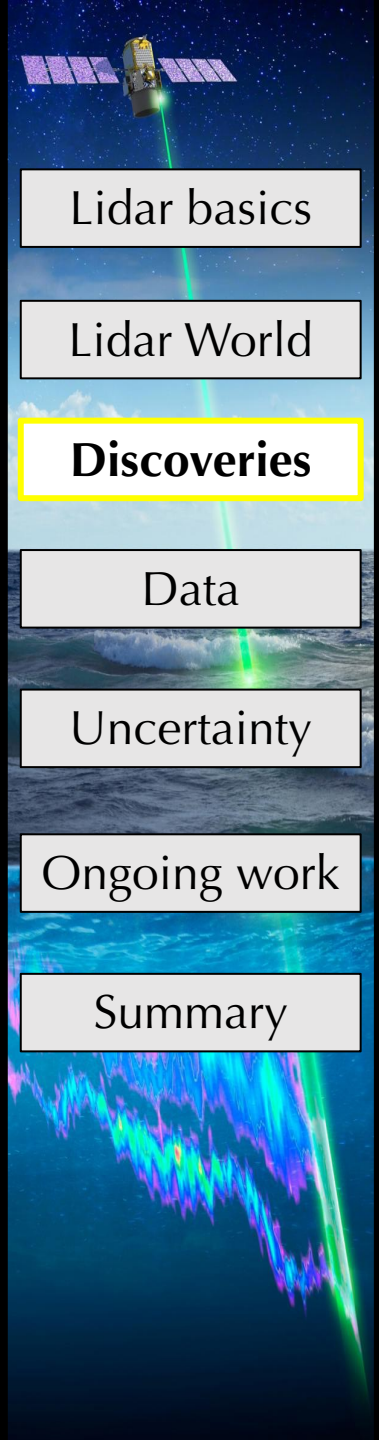 Lidar basics
Lidar World
Discoveries
Data
Uncertainty
Ongoing work
Summary